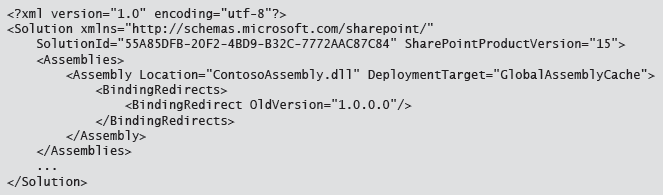 <?xml version="1.0" encoding="utf-8"?>
<Solution xmlns="http://schemas.microsoft.com/sharepoint/"
    SolutionId="55A85DFB-20F2-4BD9-B32C-7772AAC87C84" SharePointProductVersion="15">
    <Assemblies>
        <Assembly Location="ContosoAssembly.dll" DeploymentTarget="GlobalAssemblyCache">
            <BindingRedirects>
                <BindingRedirect OldVersion="1.0.0.0"/>
            </BindingRedirects>
        </Assembly>
    </Assemblies>
    ...
</Solution>